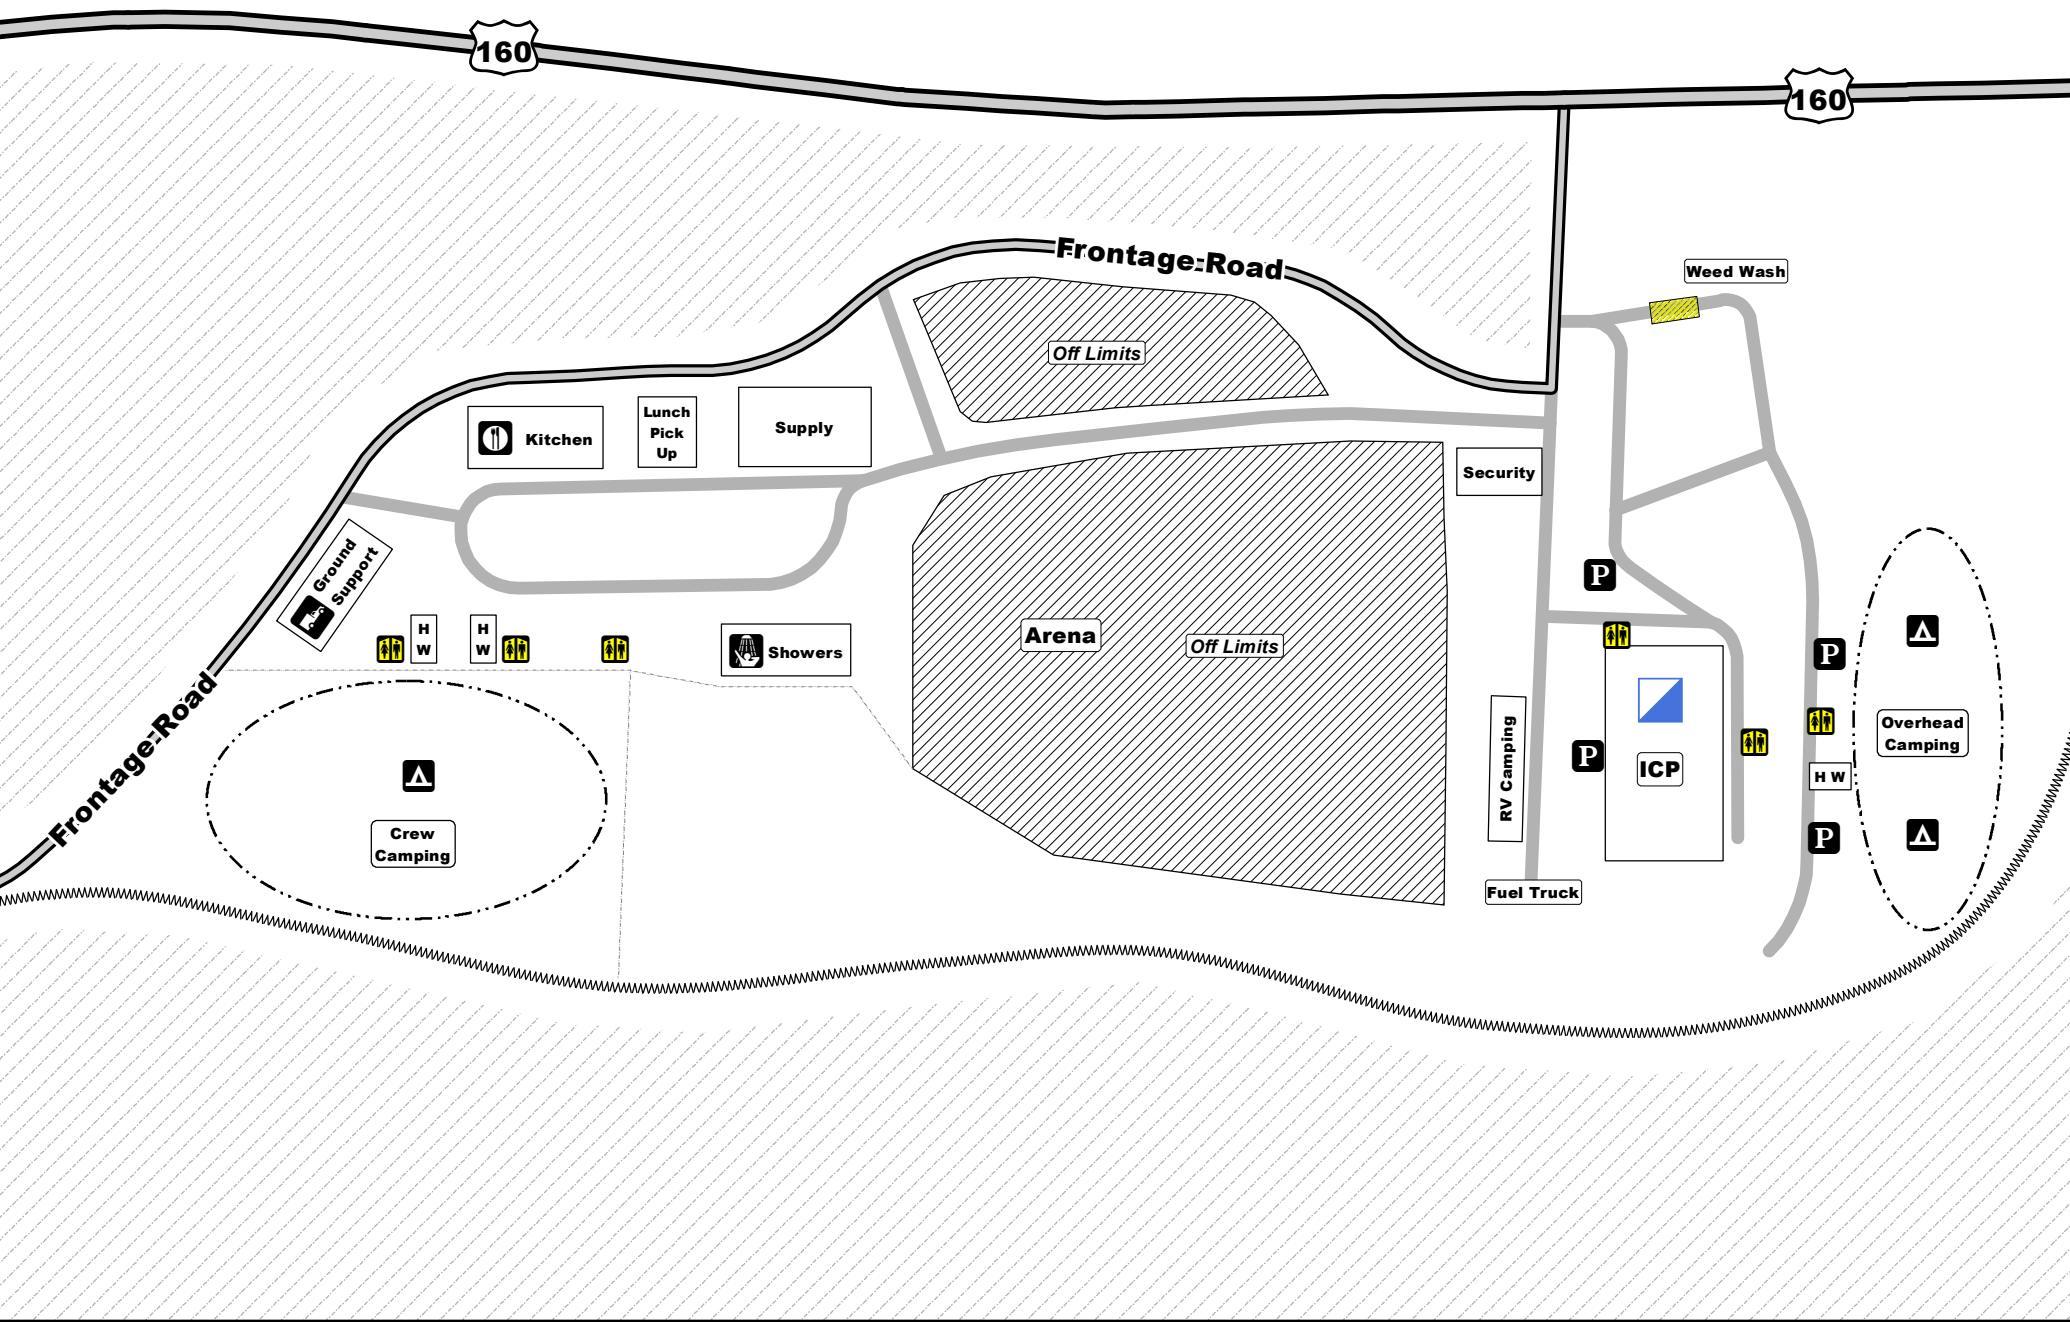 160
160
Frontage Road
Weed Wash
Off Limits
Kitchen
Lunch
Pick
Up
Supply
Security
Ground
Support
H
W
H
W
Showers
Arena
Off Limits
P
P
P
P
RV Camping
ICP
Overhead
Camping
H W
Frontage Road
Crew
Camping
Fuel Truck